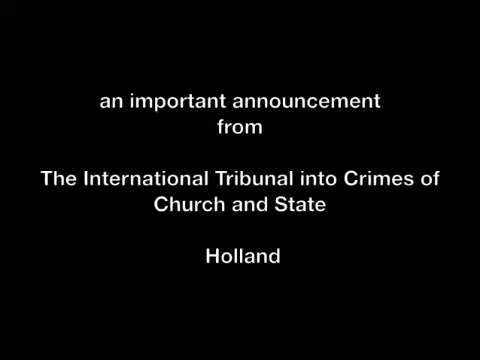 an important announcement
from
The International Tribunal into Crimes of
Church and State
Holland